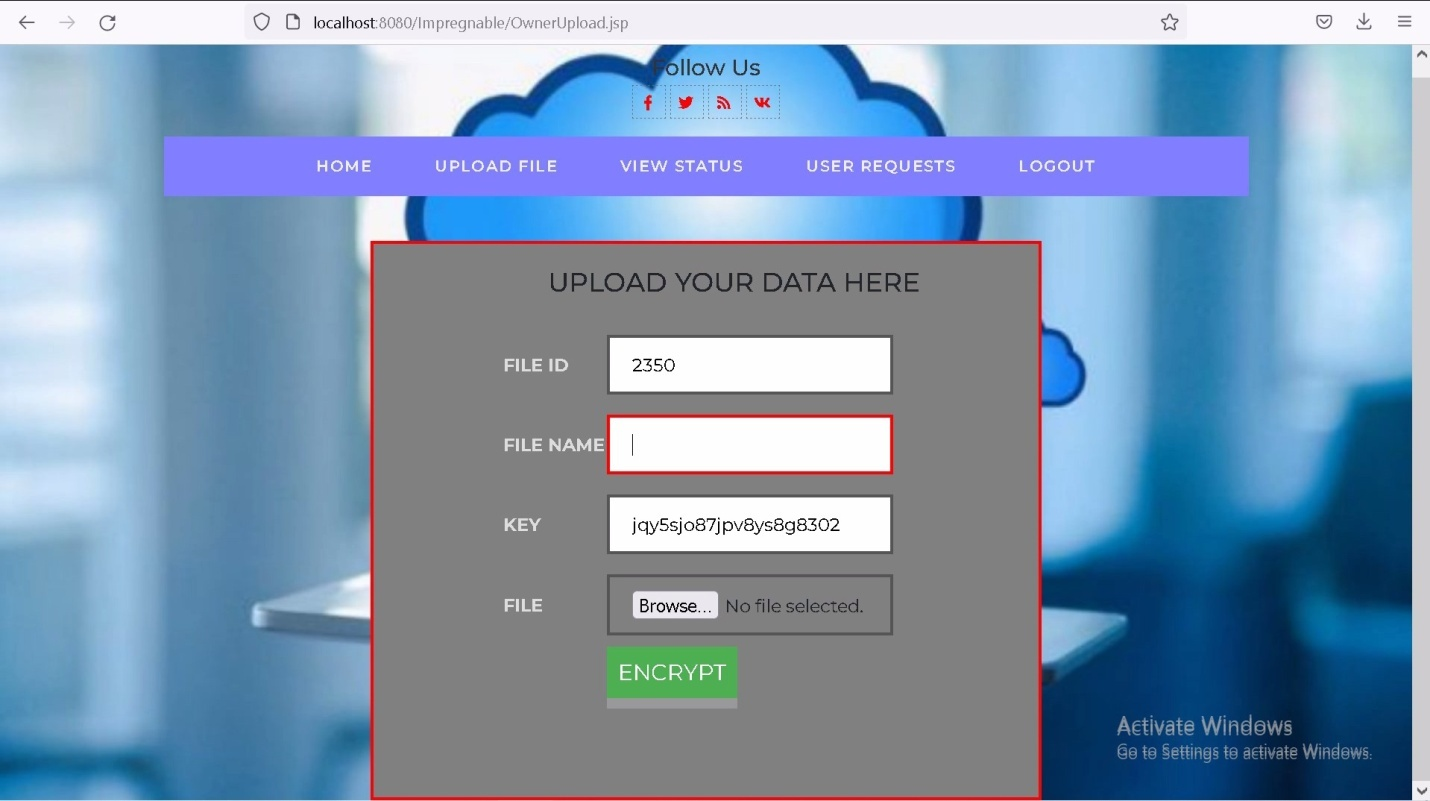 localhost:8080/Impregnable/OwnerUpload.jsp
Follow Us
HOME UPLOAD FILE VIEW STATUS USER REQUESTS LOGOUT
UPLOAD YOUR DATA HERE
FILE ID 2350
FILE NAME
KEY jqy5sjo87jpv8ys8g8302
FILE Browse... No file selected.
ENCRYPT
Activate Windows
Go to Settings to activate Windows.